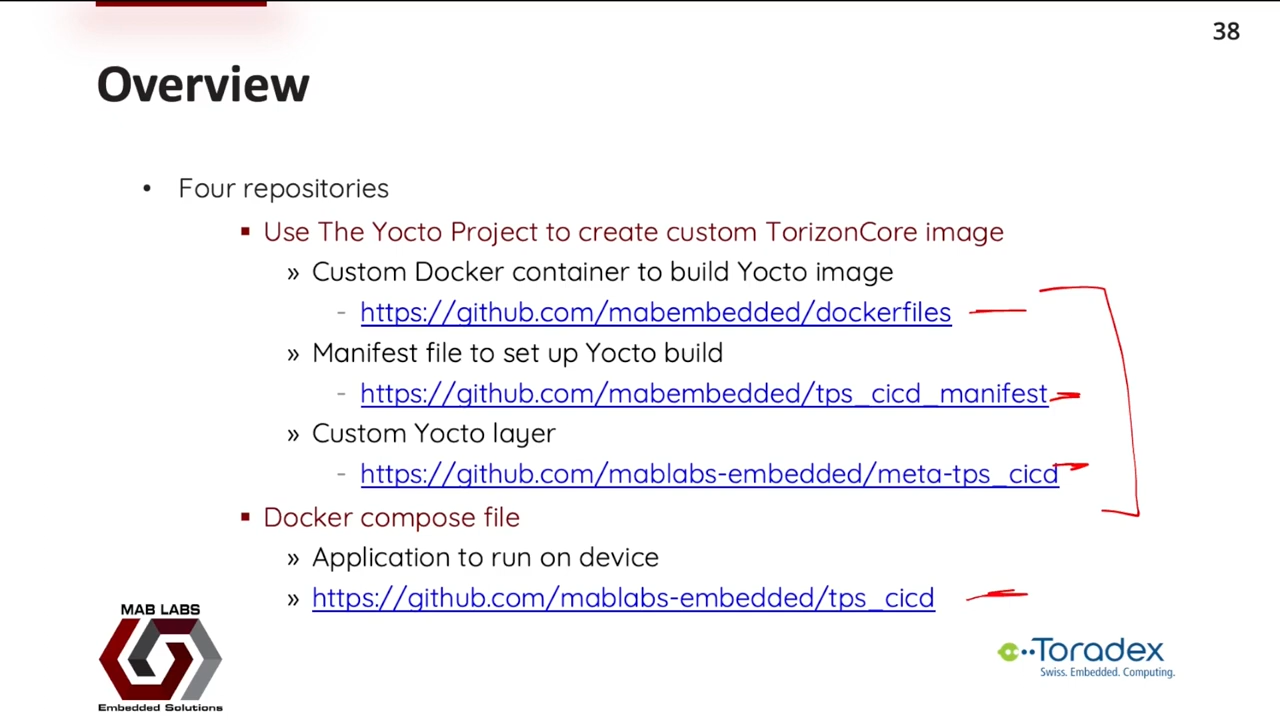 38
Overview
• Four repositories
▪ Use The Yocto Project to create custom TorizonCore image
» Custom Docker container to build Yocto image
- https://github.com/mabembedded/dockerfiles
» Manifest file to set up Yocto build
- https://github.com/mabembedded/tps_cicd_manifest
» Custom Yocto layer
- https://github.com/mablabs-embedded/meta-tps_cicd
▪ Docker compose file
» Application to run on device
» https://github.com/mablabs-embedded/tps_cicd
MAB LABS
Embedded Solutions
Toradex
Swiss. Embedded. Computing.